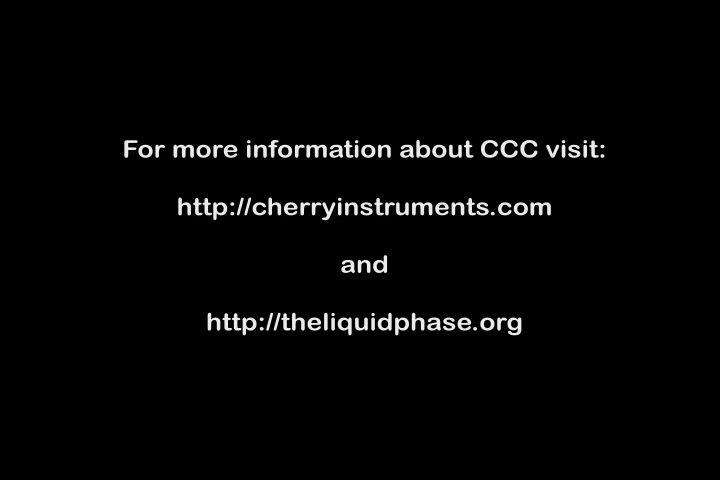 For more information about CCC visit:
http://cherryinstruments.com
and
http://theliquidphase.org